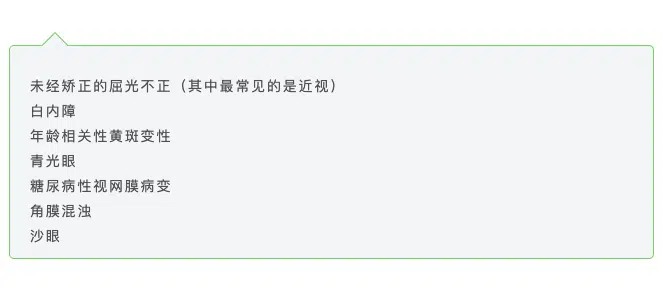 未经矫正的屈光不正（其中最常见的是近视）
白内障
年龄相关性黄斑变性
青光眼
糖尿病性视网膜病变
角膜混浊
沙眼